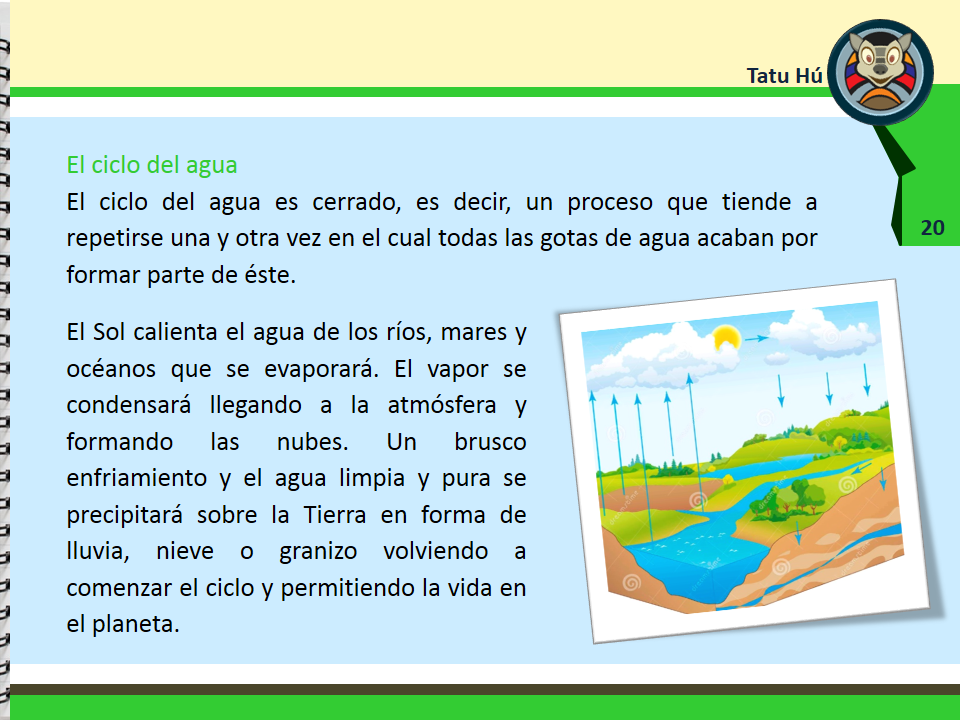 Tatu Hú
20
El ciclo del agua
El ciclo del agua es cerrado, es decir, un proceso que tiende a
repetirse una y otra vez en el cual todas las gotas de agua acaban por
formar parte de éste.
El Sol calienta el agua de los ríos, mares y
océanos que se evaporará. El vapor se
condensará llegando a la atmósfera y
formando las nubes. Un brusco
enfriamiento y el agua limpia y pura se
precipitará sobre la Tierra en forma de
lluvia, nieve o granizo volviendo a
comenzar el ciclo y permitiendo la vida en
el planeta.